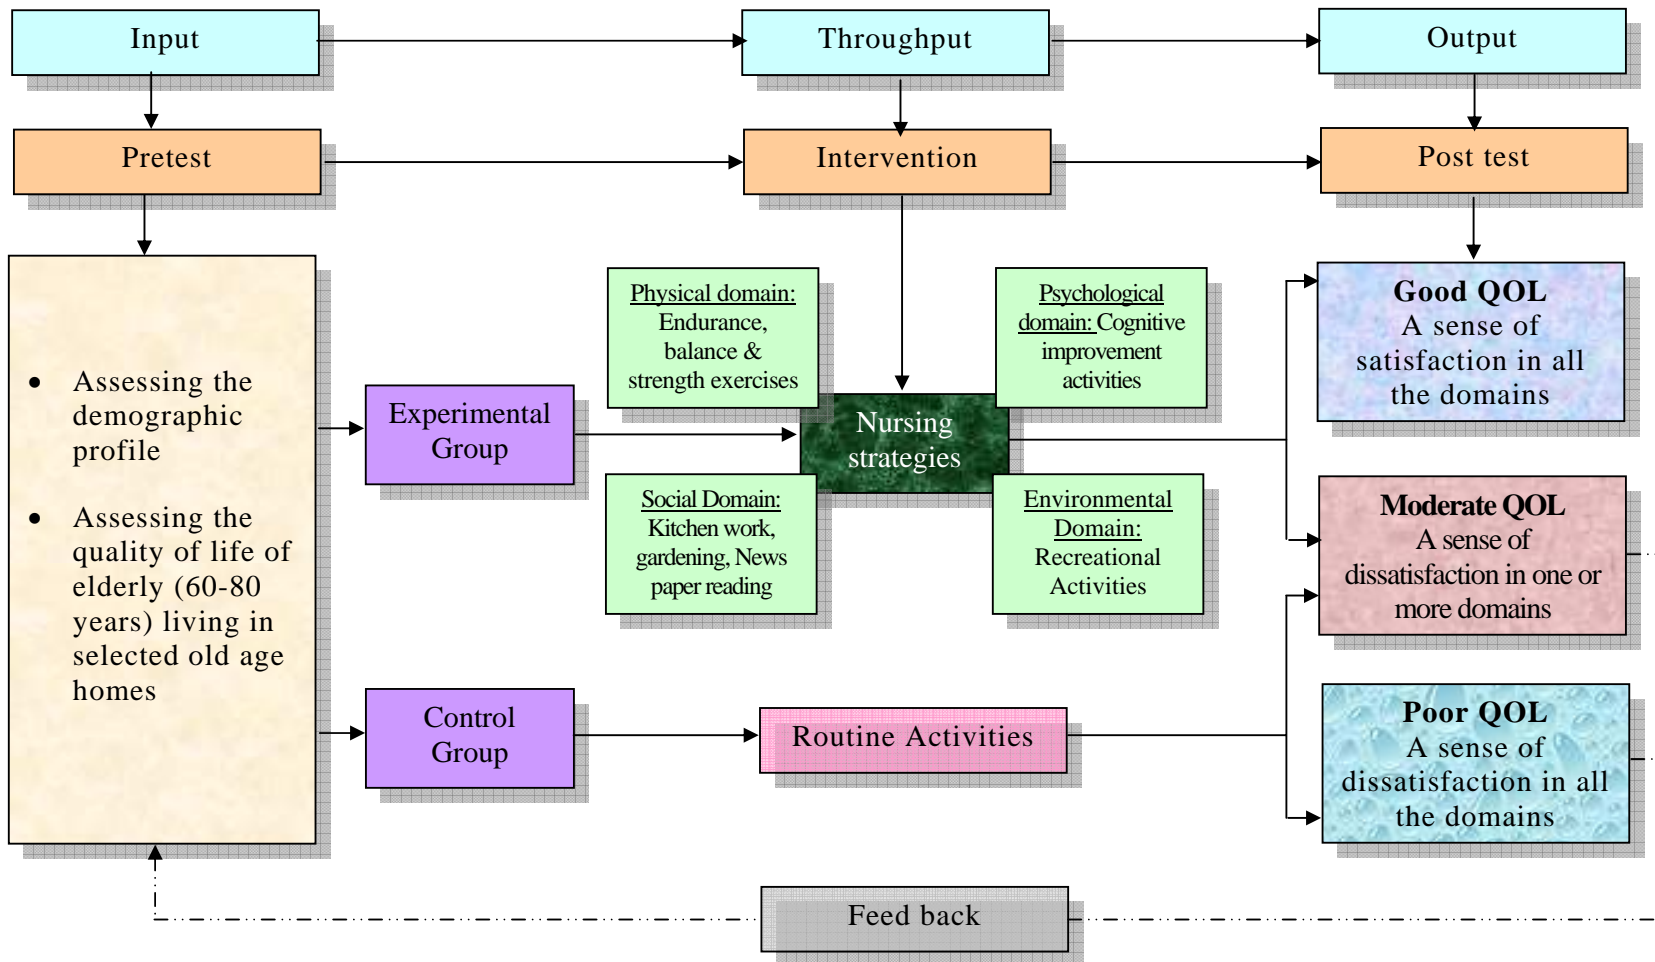 Input
Throughput
Output
Pretest
Intervention
Post test
• Assessing the
demographic
profile
• Assessing the
quality of life of
elderly (60-80
years) living in
selected old age
homes
Experimental
Group
Control
Group
Physical domain:
Endurance,
balance &
strength exercises
Psychological
domain: Cognitive
improvement
activities
Nursing
strategies
Social Domain:
Kitchen work,
gardening, News
paper reading
Environmental
Domain:
Recreational
Activities
Routine Activities
Good QOL
A sense of
satisfaction in all
the domains
Moderate QOL
A sense of
dissatisfaction in one or
more domains
Poor QOL
A sense of
dissatisfaction in all
the domains
Feed back